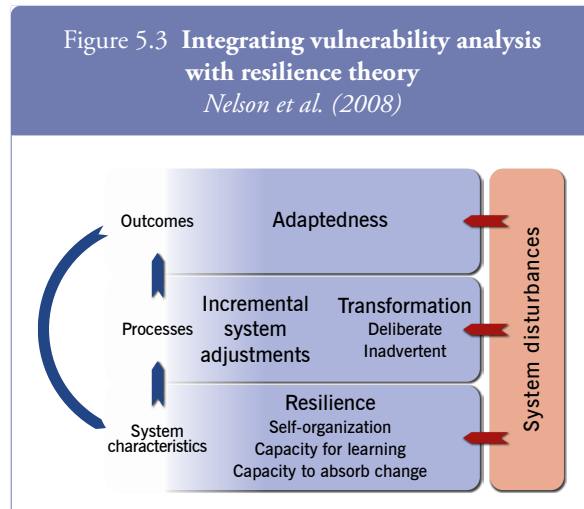 Figure 5.3 Integrating vulnerability analysis
with resilience theory
Nelson et al. (2008)
Outcomes
Adaptedness
Processes
Incremental
system
adjustments
Transformation
Deliberate
Inadvertent
System
characteristics
Resilience
Self-organization
Capacity for learning
Capacity to absorb change
System disturbances